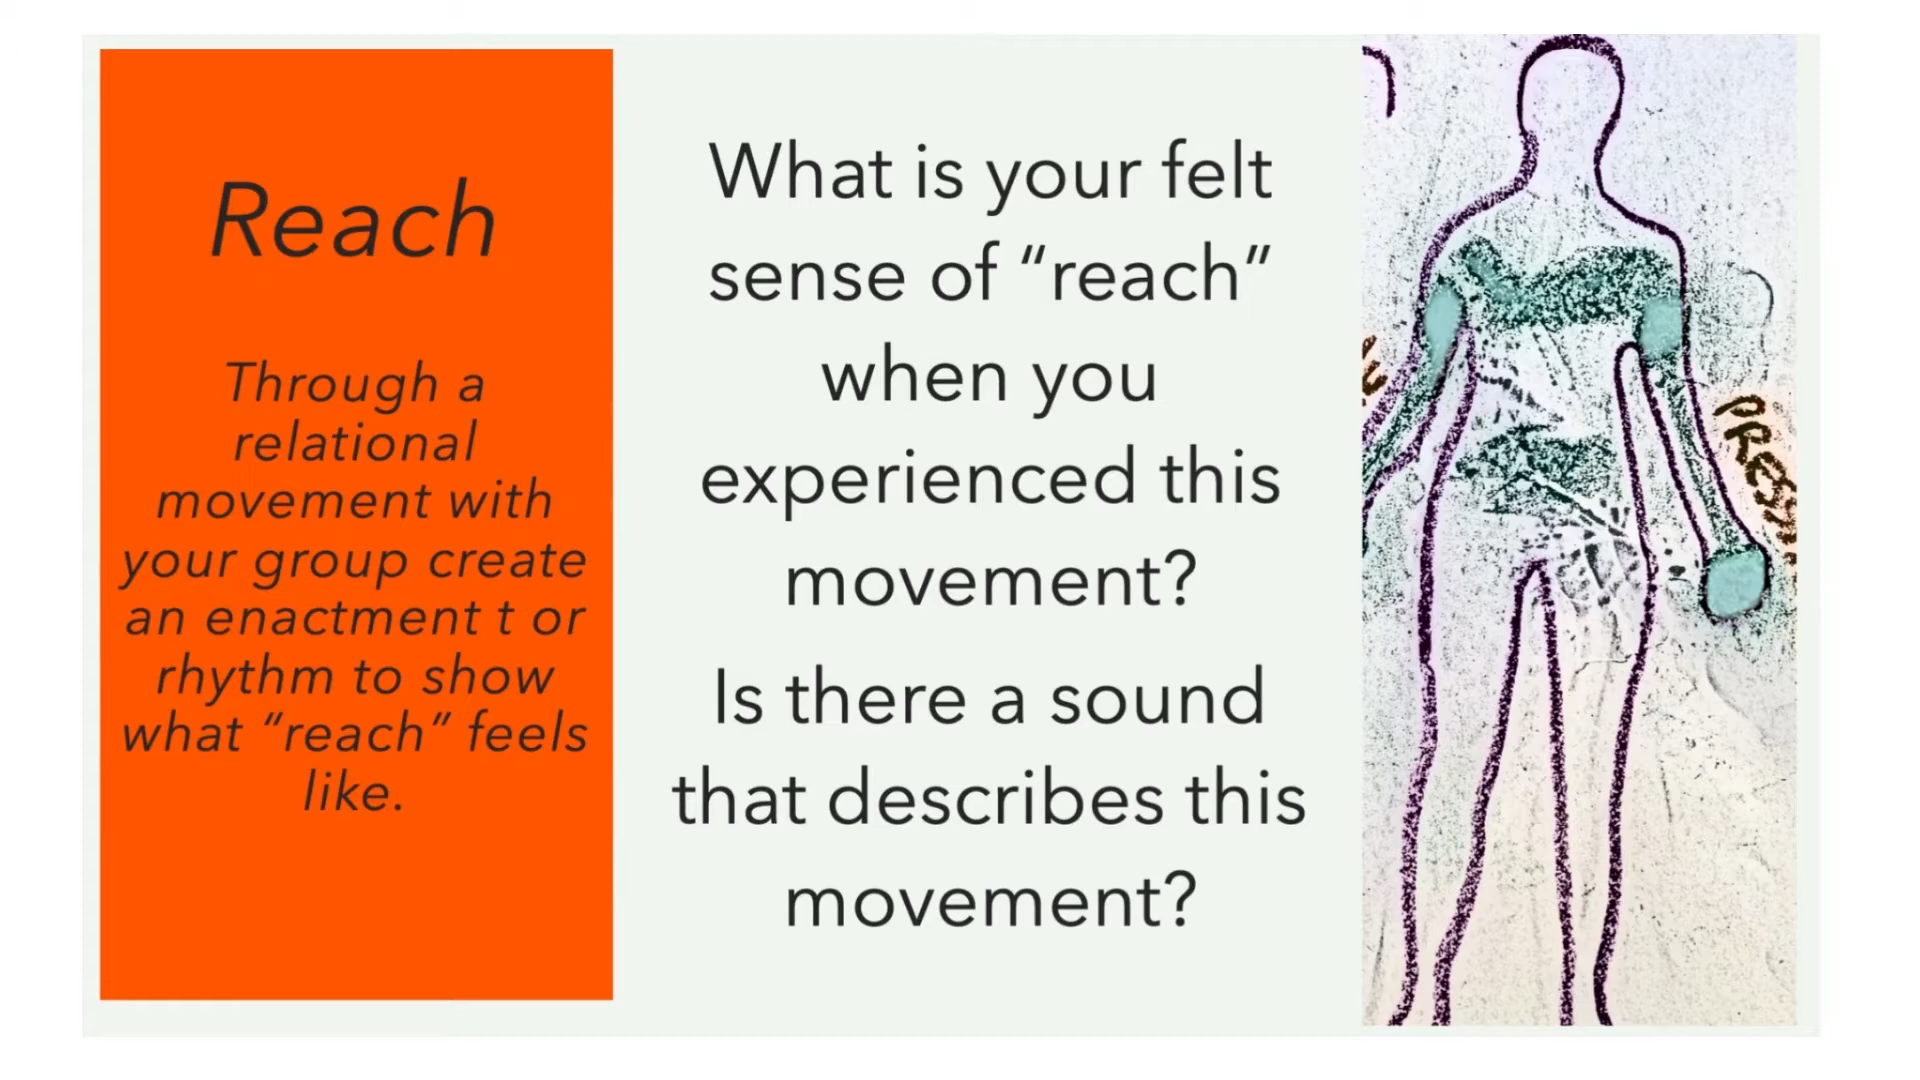 Reach
Through a
relational
movement with
your group create
an enactment t or
rhythm to show
what “reach” feels
like.
What is your felt
sense of “reach”
when you
experienced this
movement?
Is there a sound
that describes this
movement?